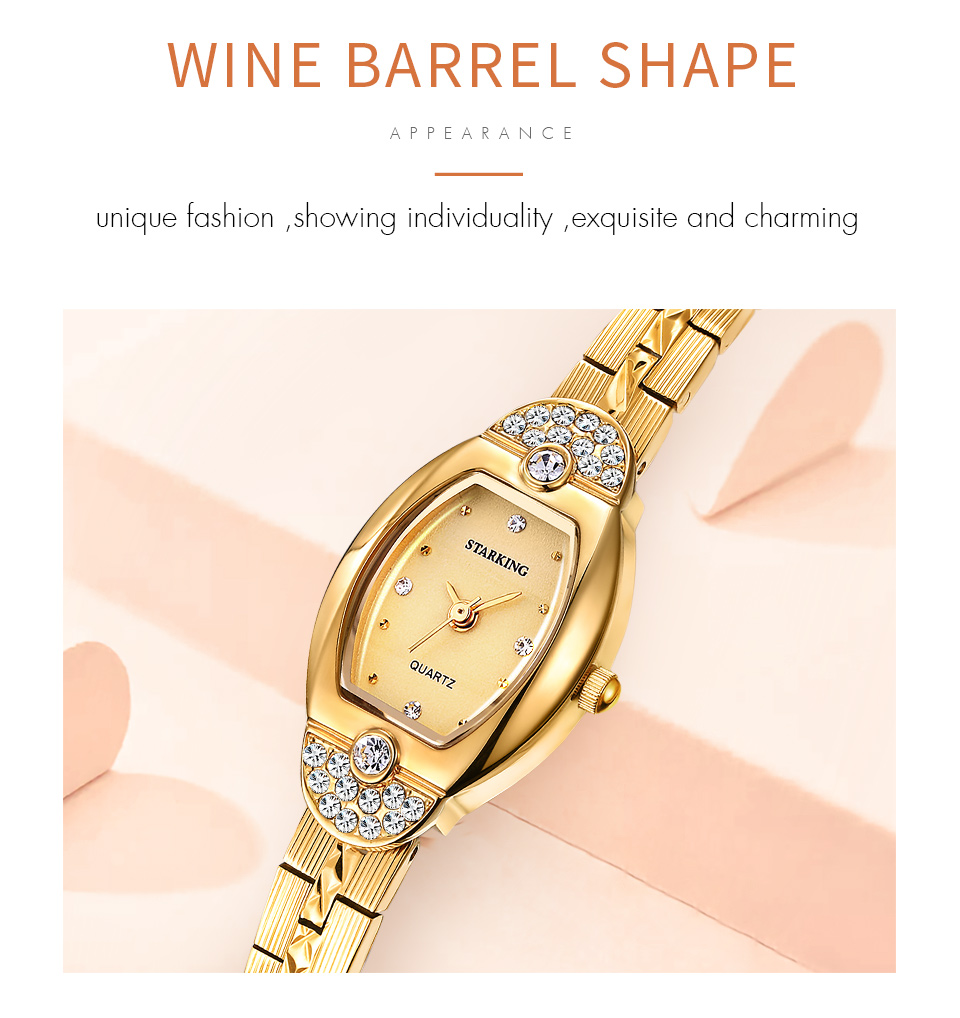 WINE BARREL SHAPE
APPEARANCE
unique fashion ,showing individuality ,exquisite and charming
STARKING
QUARTZ